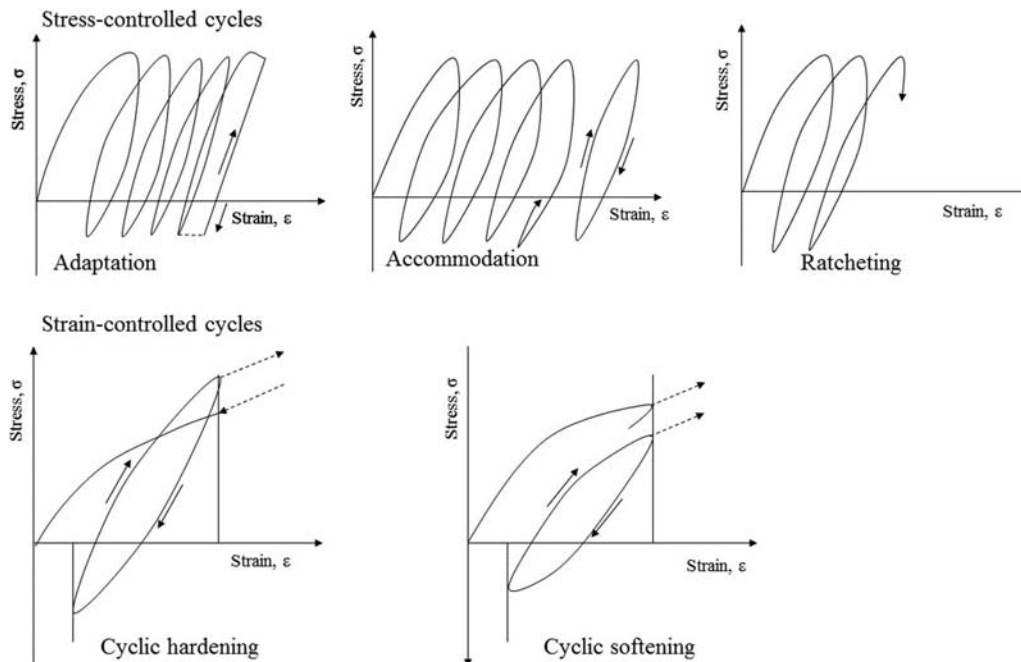 Stress-controlled cycles
Stress, σ
Strain, ε
Adaptation
Stress, σ
Strain, ε
Accommodation
Stress, σ
Strain, ε
Ratcheting
Strain-controlled cycles
Stress, σ
Strain, ε
Cyclic hardening
Stress, σ
Strain, ε
Cyclic softening